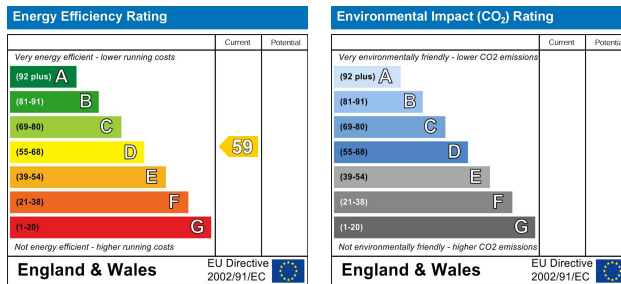 Energy Efficiency Rating
Current Potential
Very energy efficient - lower running costs
(92 plus) A
(81-91) B
(69-80) C
(55-68) D
59
(39-54) E
(21-38) F
(1-20) G
Not energy efficient - higher running costs
England & Wales
EU Directive
2002/91/EC
Environmental Impact (CO₂) Rating
Current Potential
Very environmentally friendly - lower CO2 emissions
(92 plus) A
(81-91) B
(69-80) C
(55-68) D
(39-54) E
(21-38) F
(1-20) G
Not environmentally friendly - higher CO2 emissions
England & Wales
EU Directive
2002/91/EC